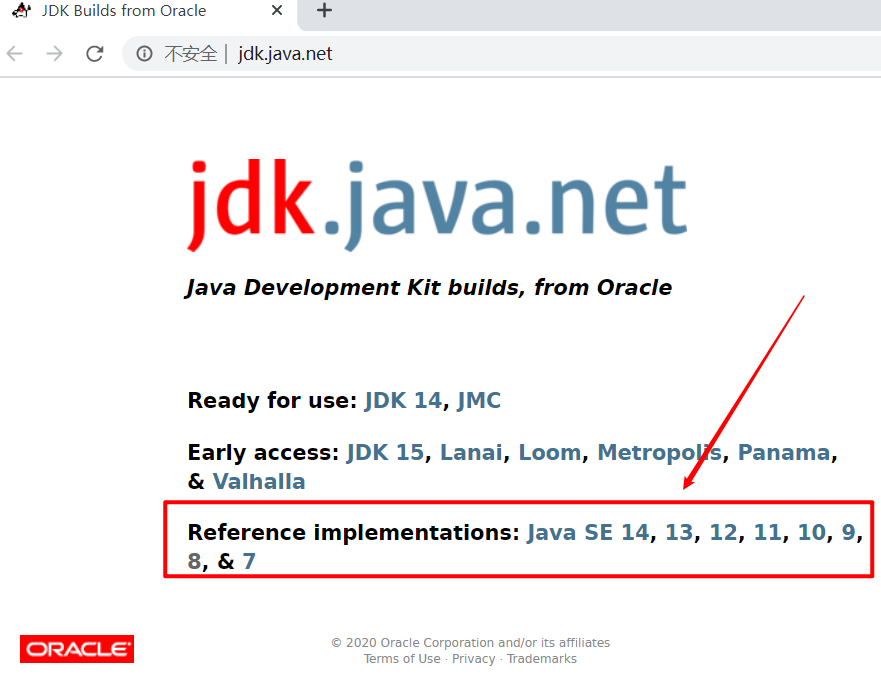 JDK Builds from Oracle
不安全 | jdk.java.net
jdk.java.net
Java Development Kit builds, from Oracle
Ready for use: JDK 14, JMC
Early access: JDK 15, Lanai, Loom, Metropolis, Panama,
& Valhalla
Reference implementations: Java SE 14, 13, 12, 11, 10, 9,
8, & 7
ORACLE
© 2020 Oracle Corporation and/or its affiliates
Terms of Use · Privacy · Trademarks